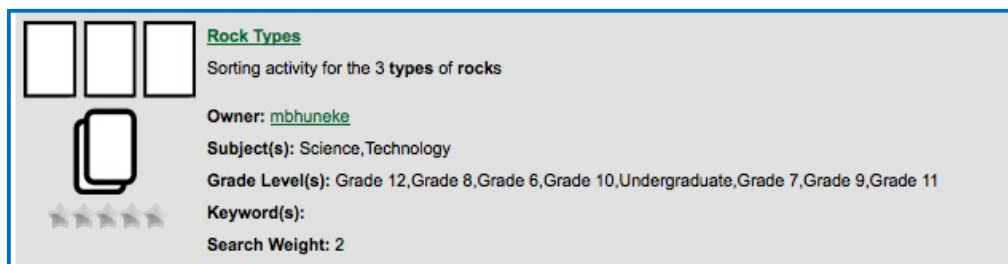 Rock Types
Sorting activity for the 3 types of rocks
Owner: mbhuneke
Subject(s): Science,Technology
Grade Level(s): Grade 12,Grade 8,Grade 6,Grade 10,Undergraduate,Grade 7,Grade 9,Grade 11
Keyword(s):
Search Weight: 2